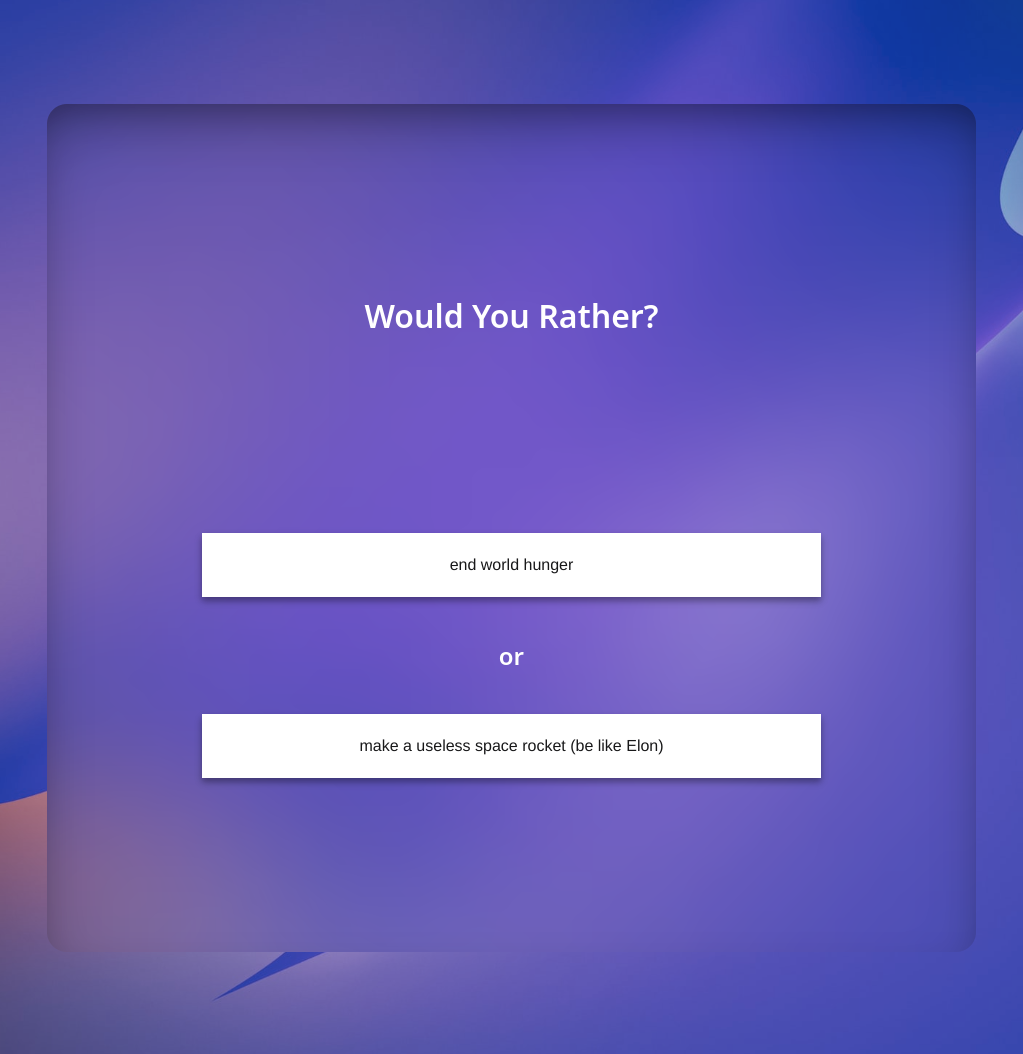 Would You Rather?
end world hunger
or
make a useless space rocket (be like Elon)